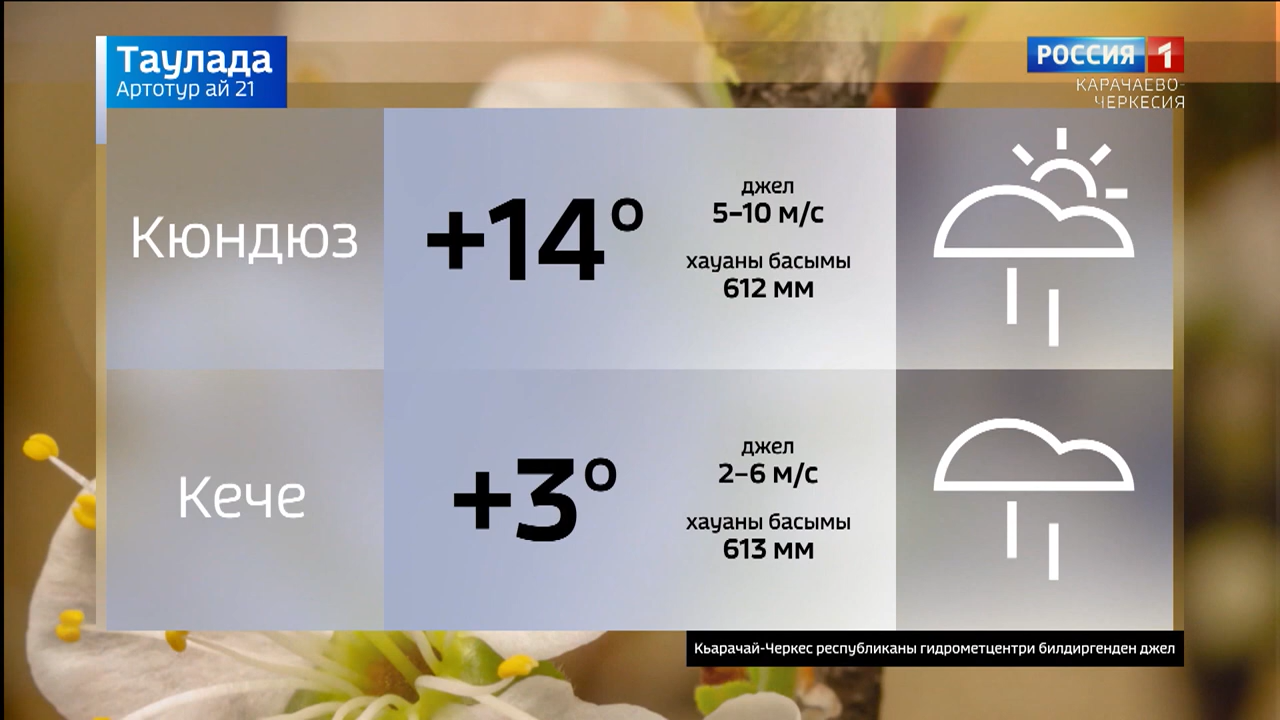 Таулада
Артотур ай 21
РОССИЯ 1
КАРАЧАЕВО-
ЧЕРКЕСИЯ
Кюндюз
+14°
джел
5-10 м/с
хауаны басымы
612 мм
Кече
+3°
джел
2-6 м/с
хауаны басымы
613 мм
Къарачай-Черкес республиканы гидрометцентри билдиргенден джел